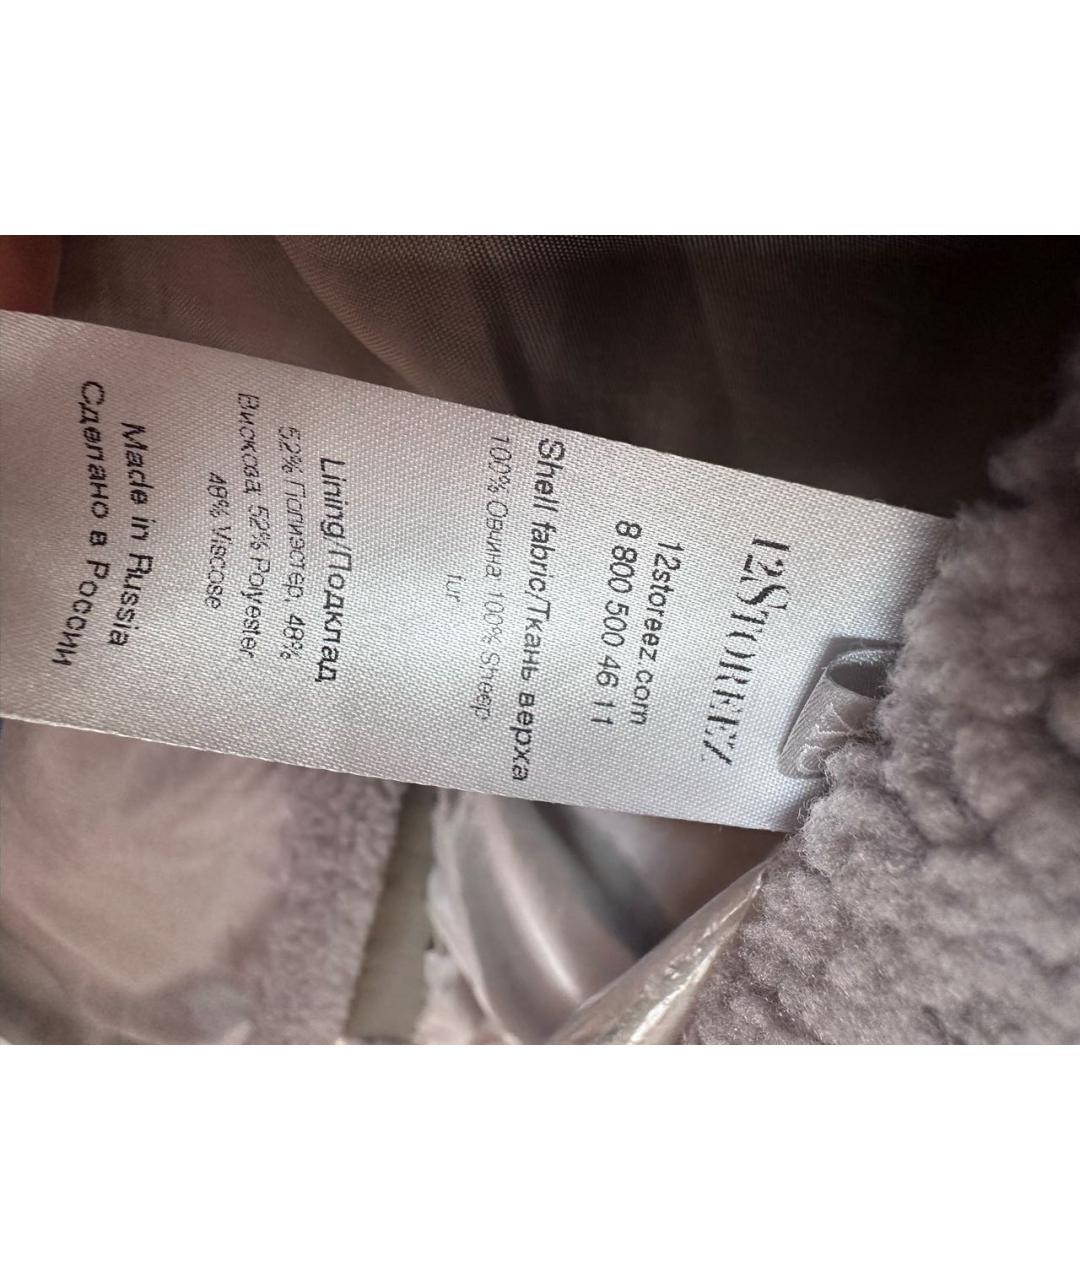 12STOREEZ
12storeez.com
8 800 500 46 11
Shell fabric/Ткань верха
100% Овчина 100% Sheep
fur
Lining/Подклад
52% Полиэстер, 48%
Вискоза 52% Polyester
48% Viscose
Made in Russia
Сделано в России